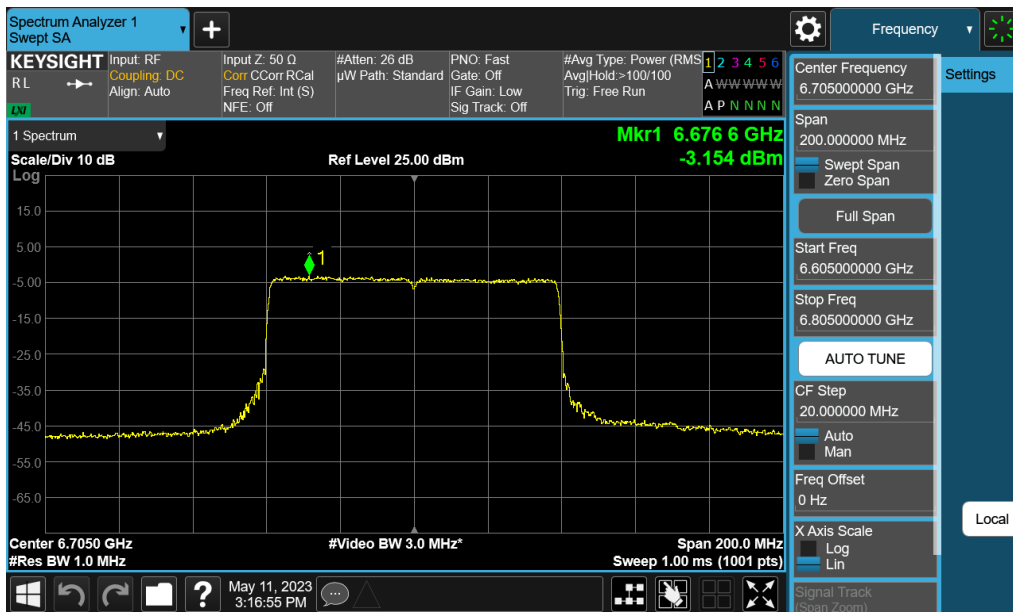 Spectrum Analyzer 1
Swept SA
+
Frequency
KEYSIGHT
R L
LXI
Input: RF
Coupling: DC
Align: Auto
Input Z: 50 Ω
Corr CCorr RCal
Freq Ref: Int (S)
NFE: Off
#Atten: 26 dB
µW Path: Standard
PNO: Fast
Gate: Off
IF Gain: Low
Sig Track: Off
#Avg Type: Power (RMS
Avg|Hold:>100/100
Trig: Free Run
1 2 3 4 5 6
A W W W W W
A P N N N N
Center Frequency
6.705000000 GHz
Settings
Span
200.000000 MHz
Swept Span
Zero Span
Full Span
Start Freq
6.605000000 GHz
Stop Freq
6.805000000 GHz
AUTO TUNE
CF Step
20.000000 MHz
Auto
Man
Freq Offset
0 Hz
X Axis Scale
Log
Lin
Signal Track
(Span Zoom)
Local
1 Spectrum
Mkr1 6.676 6 GHz
-3.154 dBm
Scale/Div 10 dB
Ref Level 25.00 dBm
Log
15.0
5.00
1
-5.00
-15.0
-25.0
-35.0
-45.0
-55.0
-65.0
Center 6.7050 GHz
#Video BW 3.0 MHz*
Span 200.0 MHz
#Res BW 1.0 MHz
Sweep 1.00 ms (1001 pts)
?
May 11, 2023
3:16:55 PM